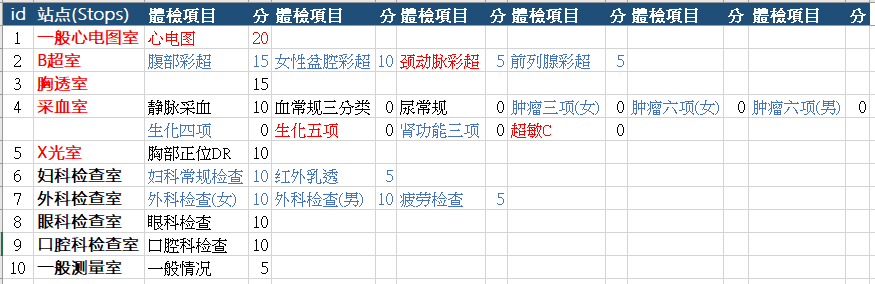 id 站点(Stops) 體檢項目 分 體檢項目 分 體檢項目 分 體檢項目 分 體檢項目 分 體檢項目 分
1 一般心电图室 心电图 20
2 B超室 腹部彩超 15 女性盆腔彩超 10 颈动脉彩超 5 前列腺彩超 5
3 胸透室 15
4 采血室 静脉采血 10 血常规三分类 0 尿常规 0 肿瘤三项(女) 0 肿瘤六项(女) 0 肿瘤六项(男) 0
生化四项 0 生化五项 0 肾功能三项 0 超敏C 0
5 X光室 胸部正位DR 10
6 妇科检查室 妇科常规检查 10 红外乳透 5
7 外科检查室 外科检查(女) 10 外科检查(男) 10 疲劳检查 5
8 眼科检查室 眼科检查 10
9 口腔科检查室 口腔科检查 10
10 一般测量室 一般情况 5